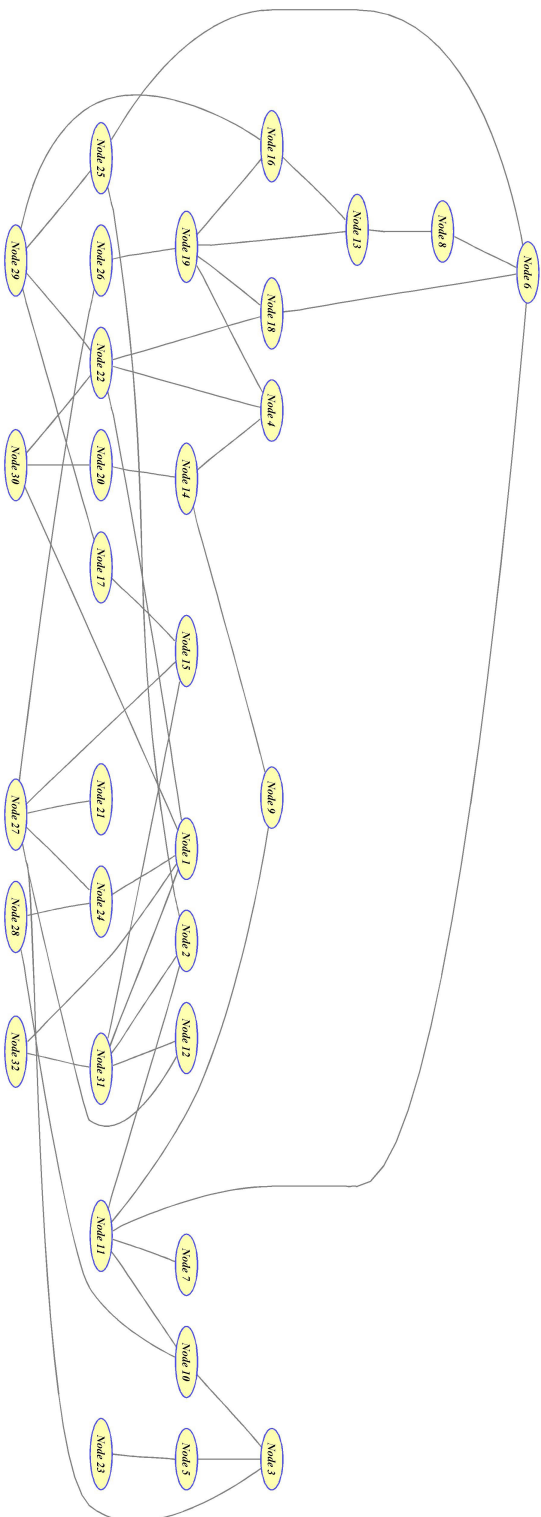 Node 6
Node 8
Node 13
Node 16
Node 18
Node 4
Node 9
Node 3
Node 19
Node 14
Node 15
Node 1
Node 2
Node 12
Node 7
Node 10
Node 5
Node 25
Node 26
Node 22
Node 20
Node 17
Node 21
Node 24
Node 31
Node 11
Node 23
Node 29
Node 30
Node 27
Node 28
Node 32